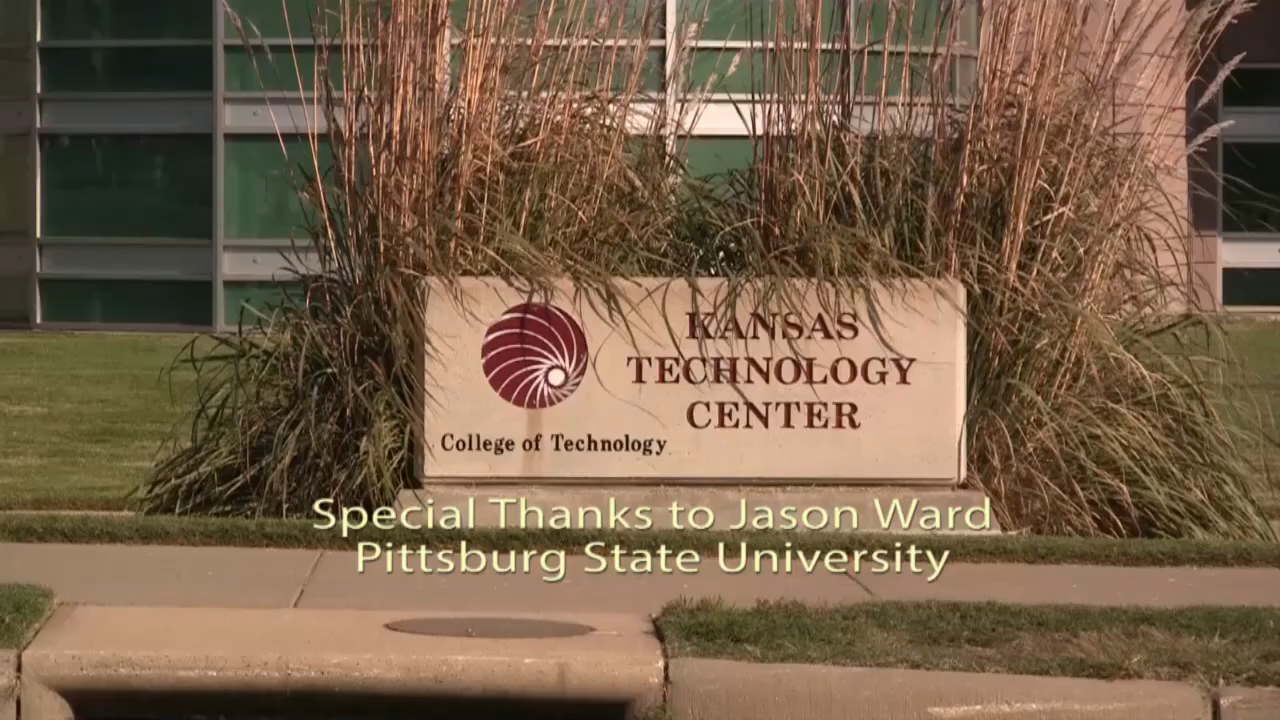 KANSAS
TECHNOLOGY
CENTER
College of Technology
Special Thanks to Jason Ward
Pittsburg State University